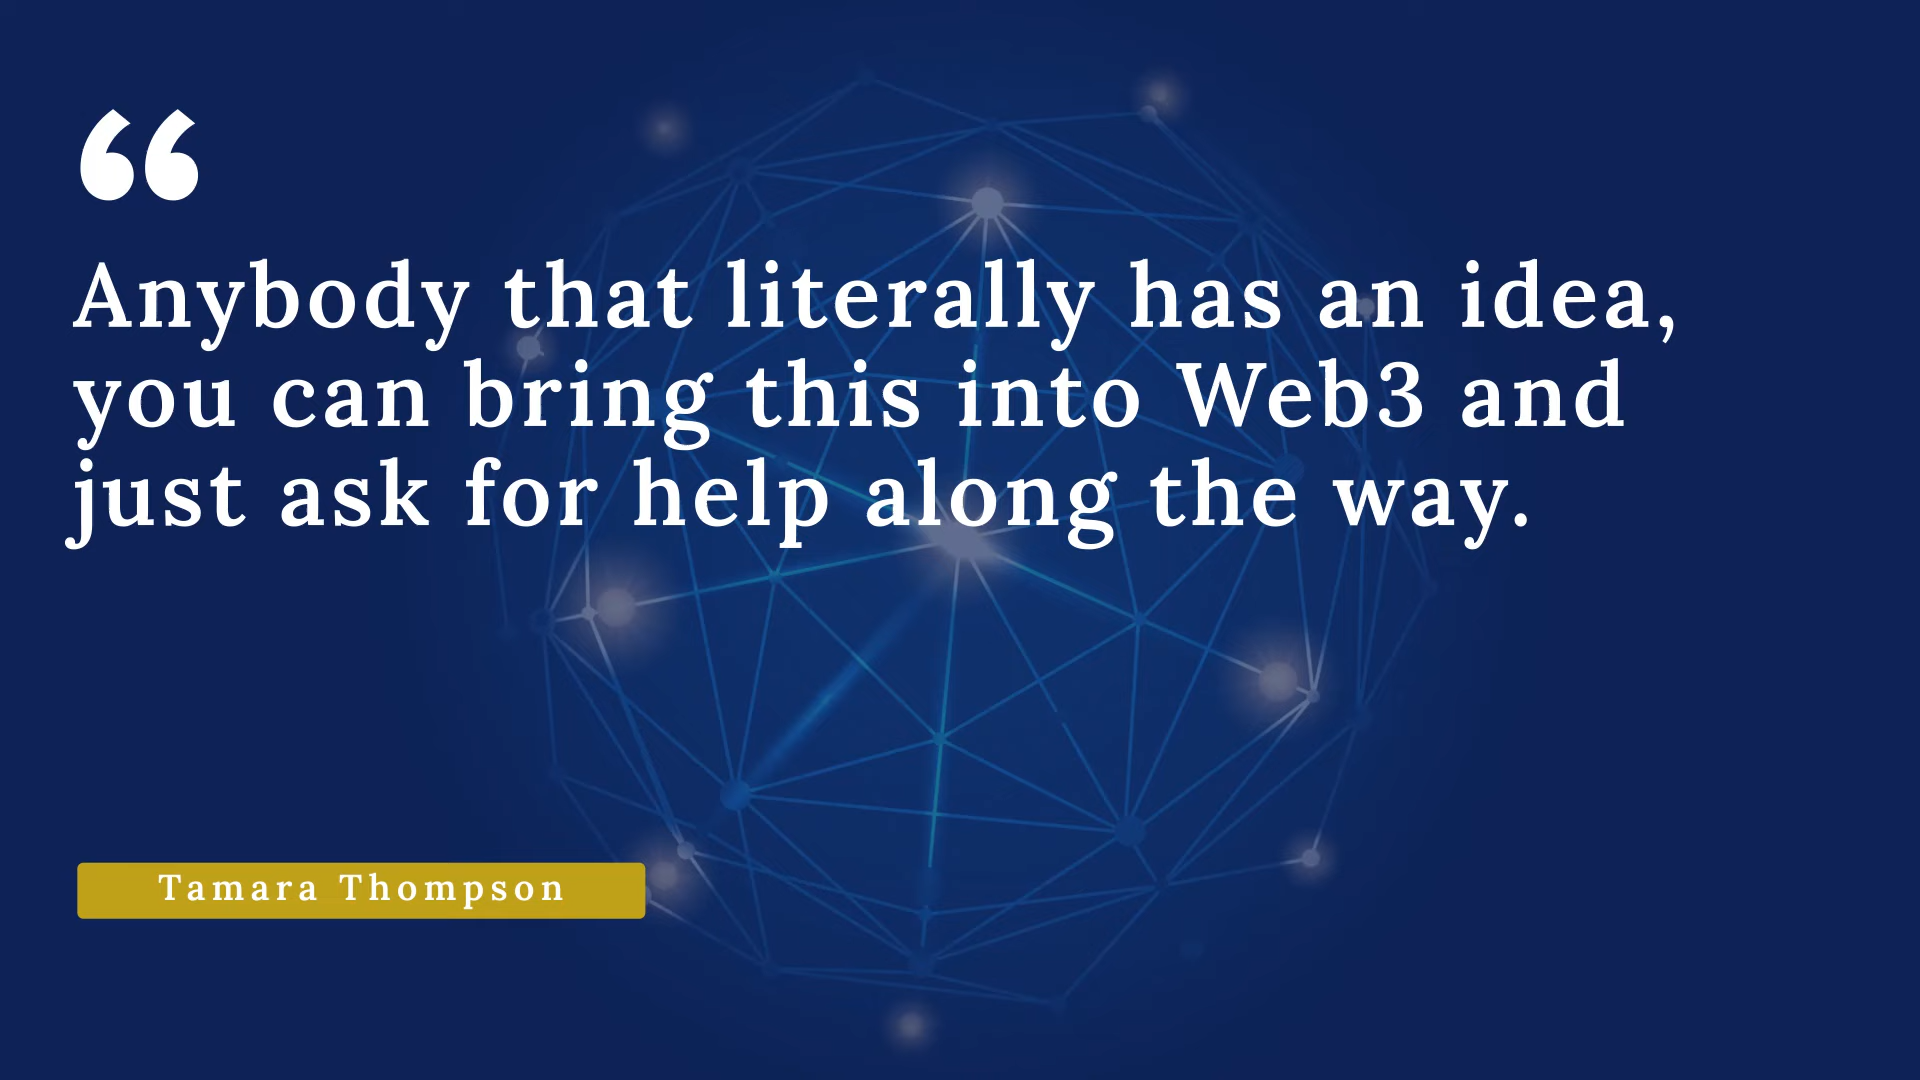 “
Anybody that literally has an idea,
you can bring this into Web3 and
just ask for help along the way.
Tamara Thompson